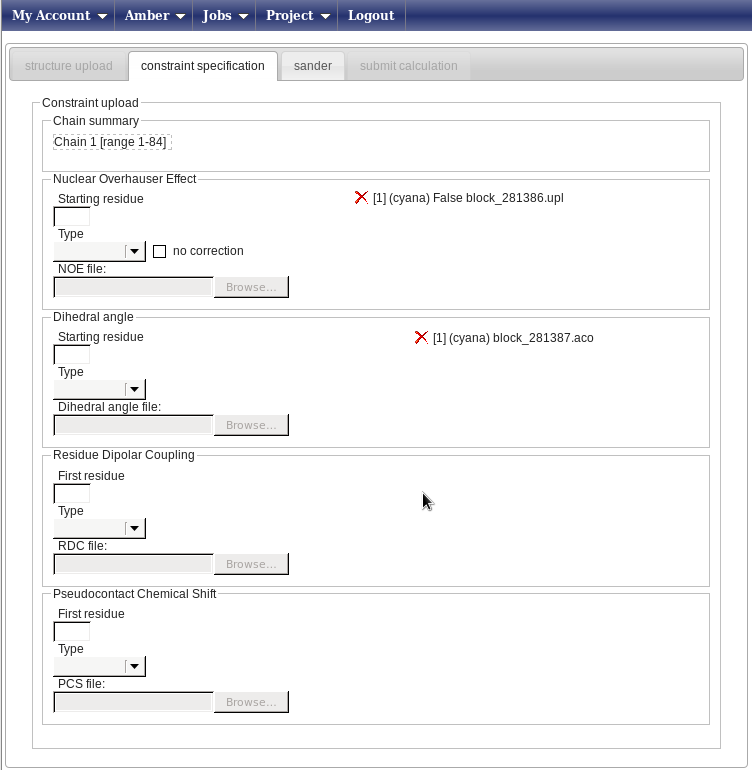 My Account Amber Jobs Project Logout
structure upload constraint specification sander submit calculation
Constraint upload
Chain summary
Chain 1 [range 1-84]
Nuclear Overhauser Effect
Starting residue
[1] (cyana) False block_281386.upl
Type
no correction
NOE file:
Browse...
Dihedral angle
Starting residue
[1] (cyana) block_281387.aco
Type
Dihedral angle file:
Browse...
Residue Dipolar Coupling
First residue
Type
RDC file:
Browse...
Pseudocontact Chemical Shift
First residue
Type
PCS file:
Browse...